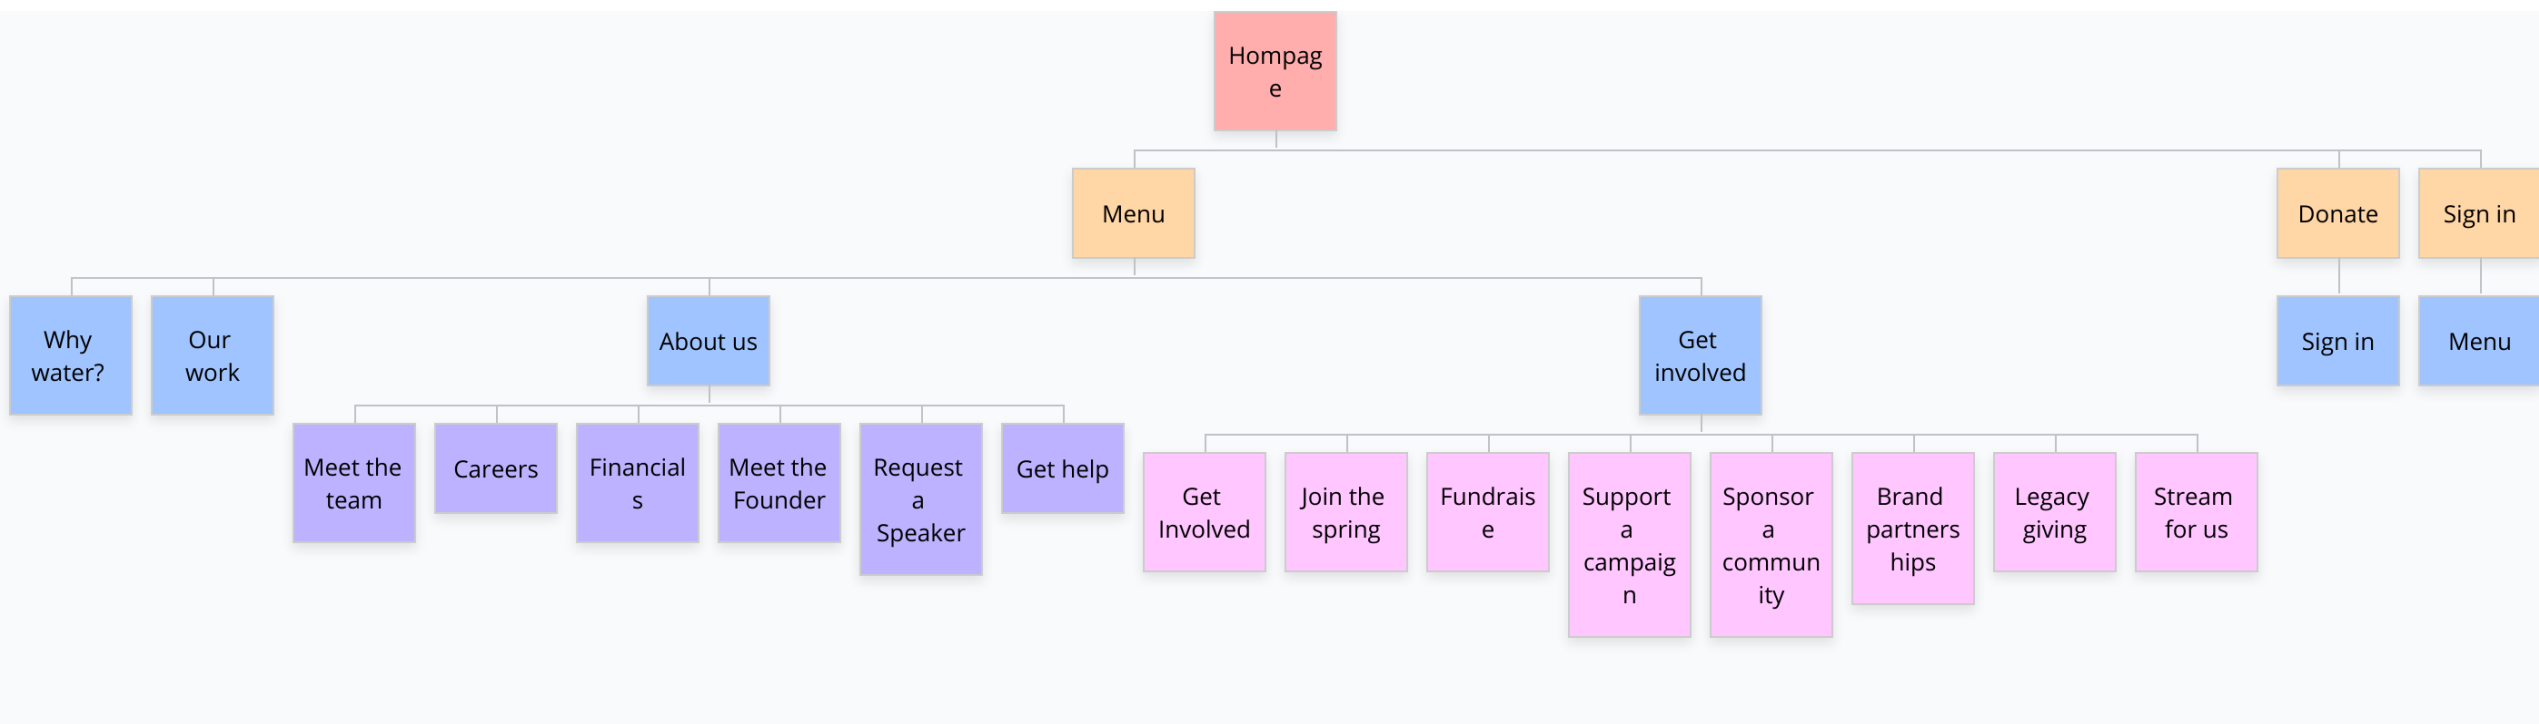 Hompag
e
Menu
Donate
Sign in
Why
water?
Our
work
About us
Get
involved
Sign in
Menu
Meet the
team
Careers
Financial
s
Meet the
Founder
Request
a
Speaker
Get help
Get
Involved
Join the
spring
Fundrais
e
Support
a
campaig
n
Sponsor
a
commun
ity
Brand
partners
hips
Legacy
giving
Stream
for us